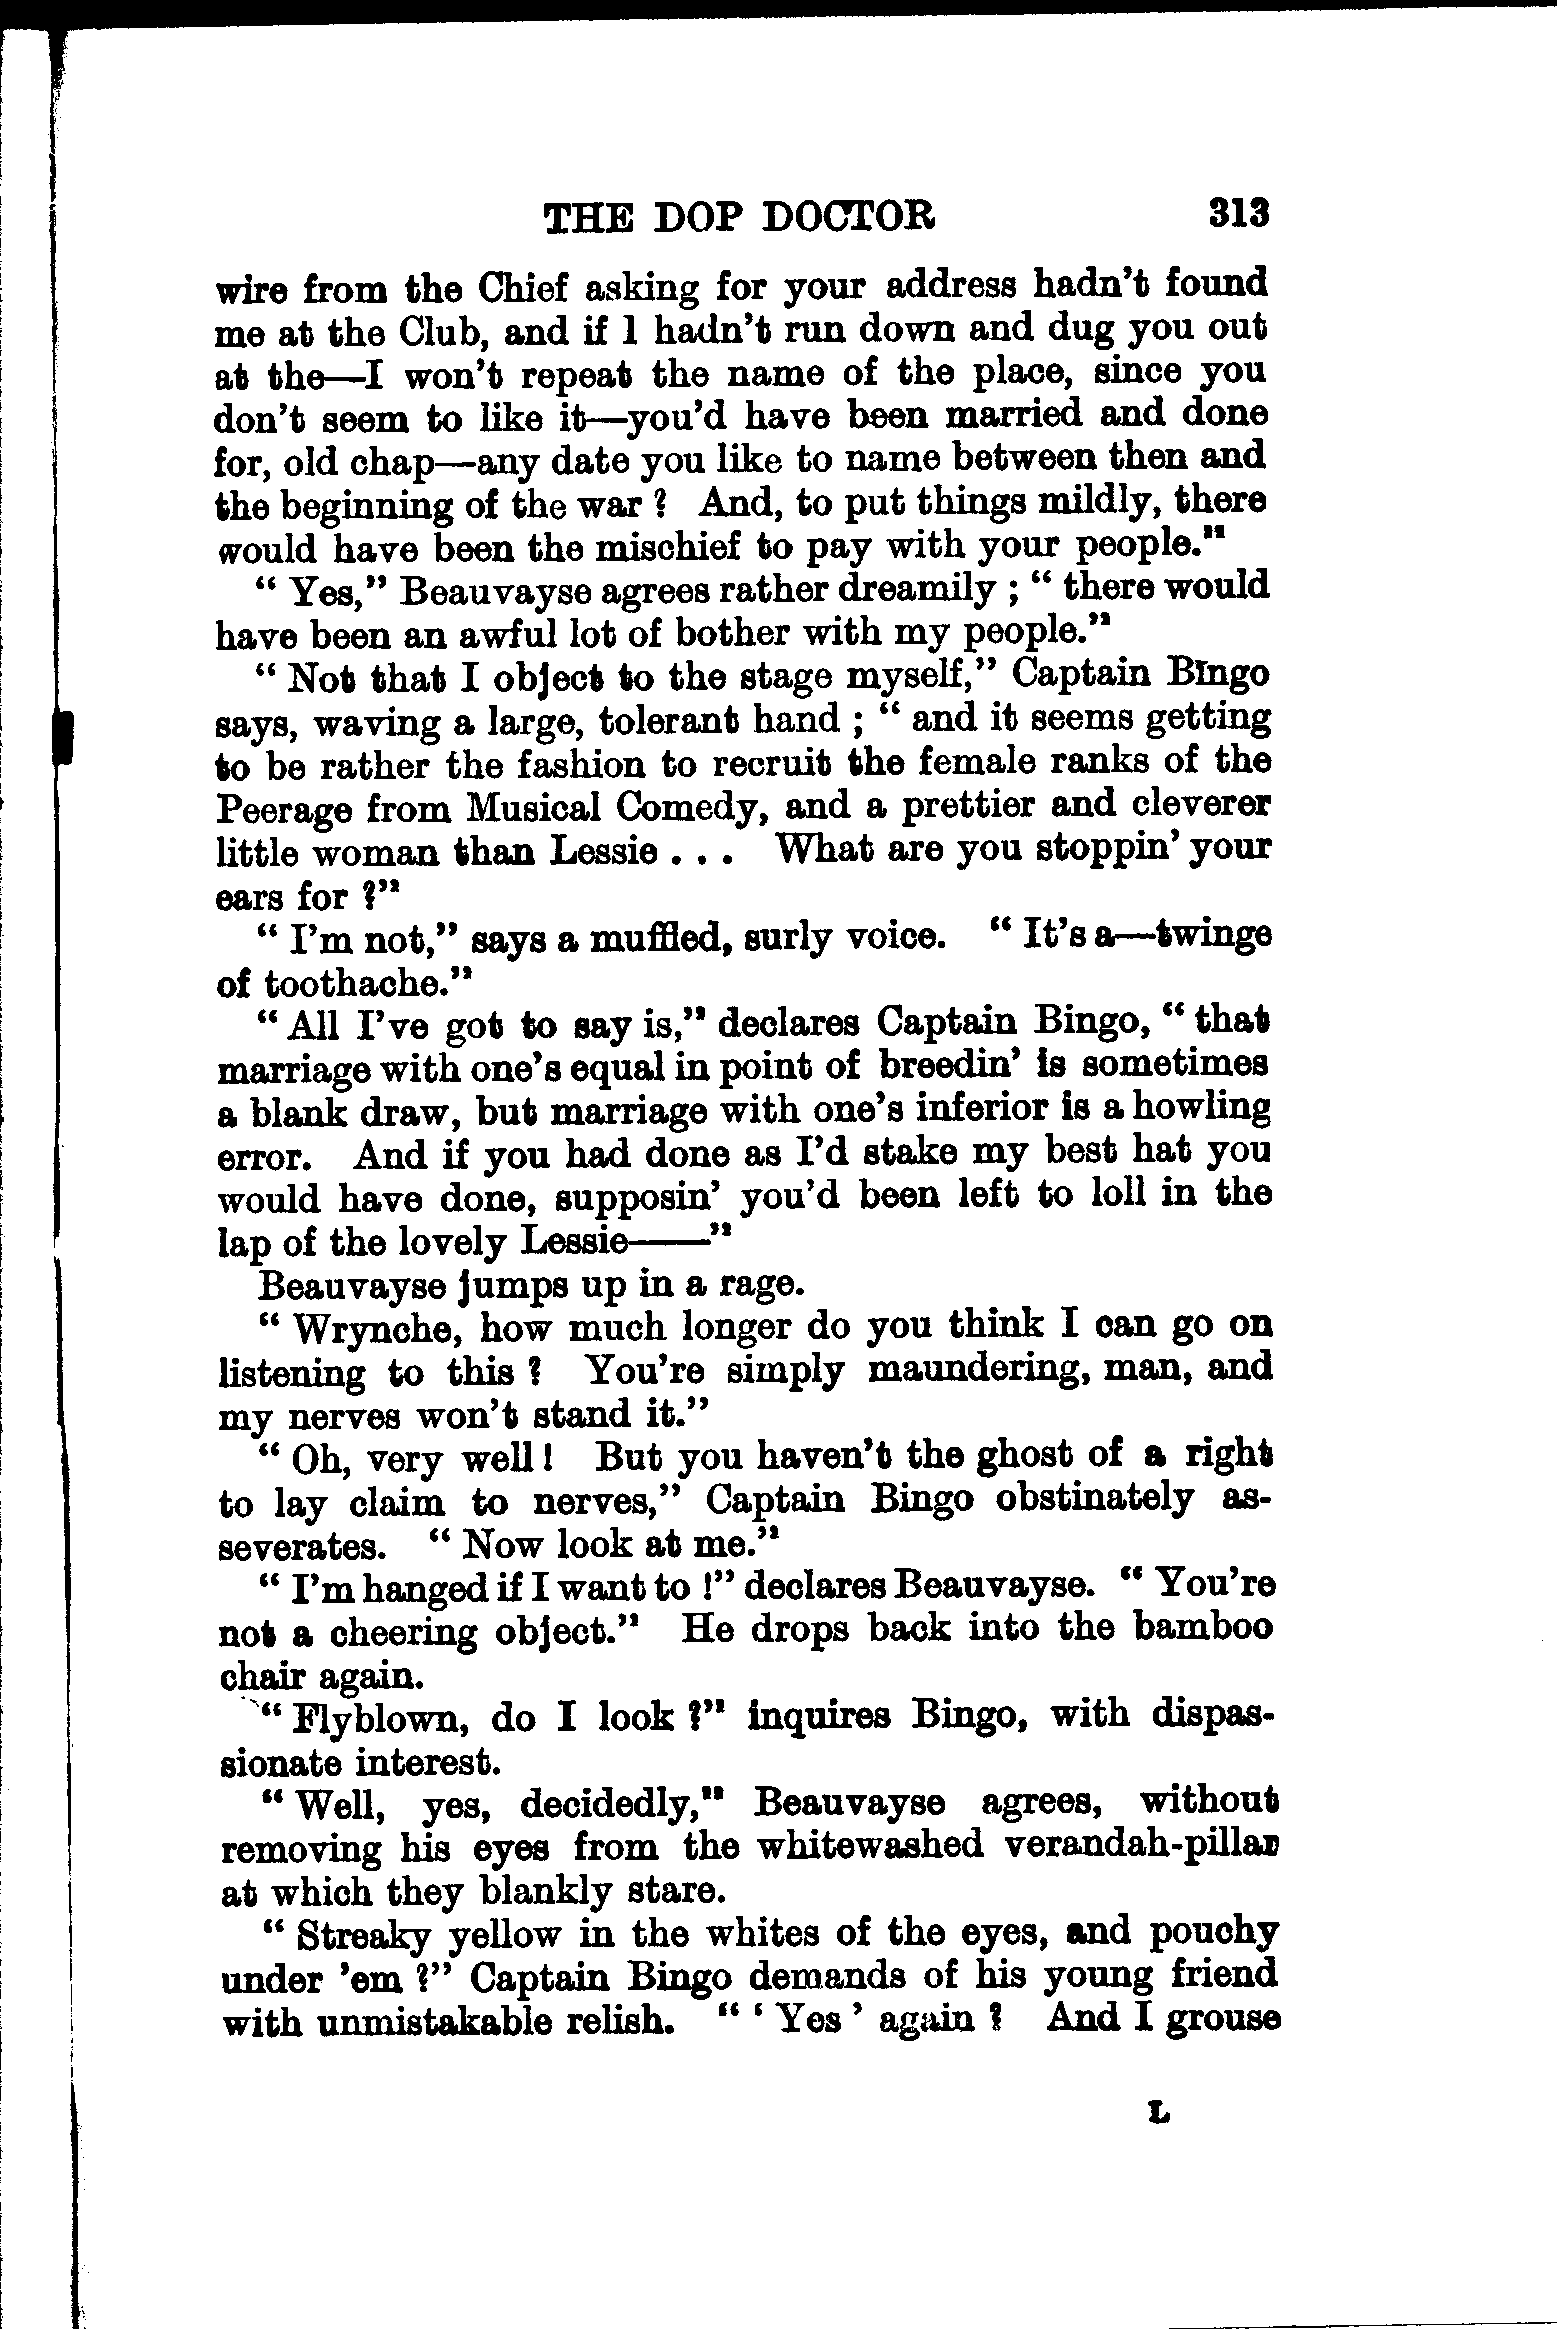 THE DOP DOCTOR 313
wire from the Chief asking for your address hadn't found
me at the Club, and if I hadn't run down and dug you out
at the—I won't repeat the name of the place, since you
don't seem to like it—you'd have been married and done
for, old chap—any date you like to name between then and
the beginning of the war ? And, to put things mildly, there
would have been the mischief to pay with your people."
" Yes," Beauvayse agrees rather dreamily ; " there would
have been an awful lot of bother with my people."
" Not that I object to the stage myself," Captain Bingo
says, waving a large, tolerant hand ; " and it seems getting
to be rather the fashion to recruit the female ranks of the
Peerage from Musical Comedy, and a prettier and cleverer
little woman than Lessie . . . What are you stoppin' your
ears for ?"
" I'm not," says a muffled, surly voice. " It's a—twinge
of toothache."
" All I've got to say is," declares Captain Bingo, " that
marriage with one's equal in point of breedin' is sometimes
a blank draw, but marriage with one's inferior is a howling
error. And if you had done as I'd stake my best hat you
would have done, supposin' you'd been left to loll in the
lap of the lovely Lessie——"
Beauvayse jumps up in a rage.
" Wrynche, how much longer do you think I can go on
listening to this ? You're simply maundering, man, and
my nerves won't stand it."
" Oh, very well ! But you haven't the ghost of a right
to lay claim to nerves," Captain Bingo obstinately as-
severates. " Now look at me."
" I'm hanged if I want to !" declares Beauvayse. " You're
not a cheering object." He drops back into the bamboo
chair again.
" Flyblown, do I look ?" inquires Bingo, with dispas-
sionate interest.
" Well, yes, decidedly," Beauvayse agrees, without
removing his eyes from the whitewashed verandah-pillar
at which they blankly stare.
" Streaky yellow in the whites of the eyes, and pouchy
under 'em ?" Captain Bingo demands of his young friend
with unmistakable relish. " ' Yes ' again ? And I grouse
L